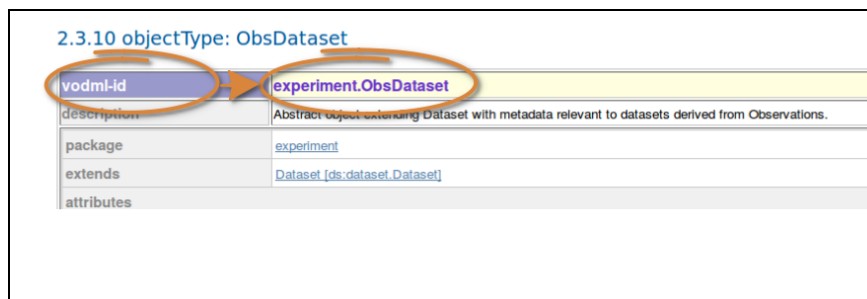 2.3.10 objectType: ObsDataset
vodml-id experiment.ObsDataset
description Abstract object extending Dataset with metadata relevant to datasets derived from Observations.
package experiment
extends Dataset [ds:dataset.Dataset]
attributes